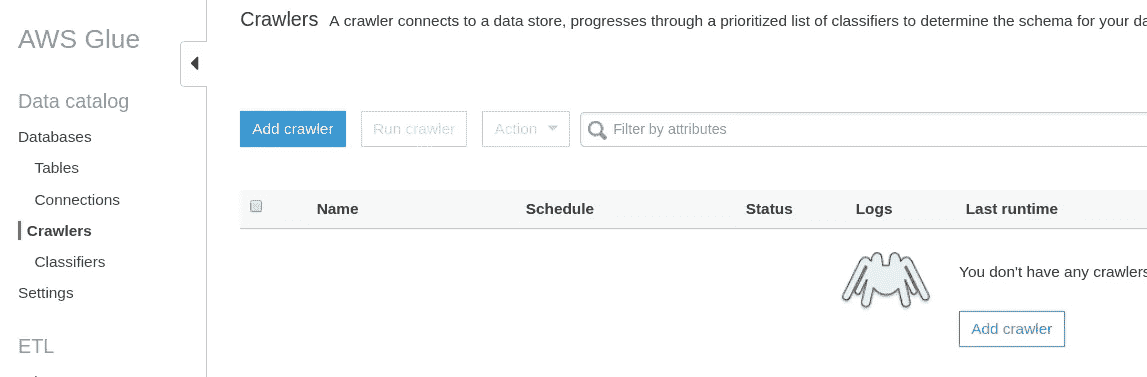 AWS Glue
Data catalog
Databases
Tables
Connections
Crawlers
Classifiers
Settings
ETL
Crawlers A crawler connects to a data store, progresses through a prioritized list of classifiers to determine the schema for your
Add crawler Run crawler Action Filter by attributes
Name Schedule Status Logs Last runtime
You don't have any crawlers
Add crawler